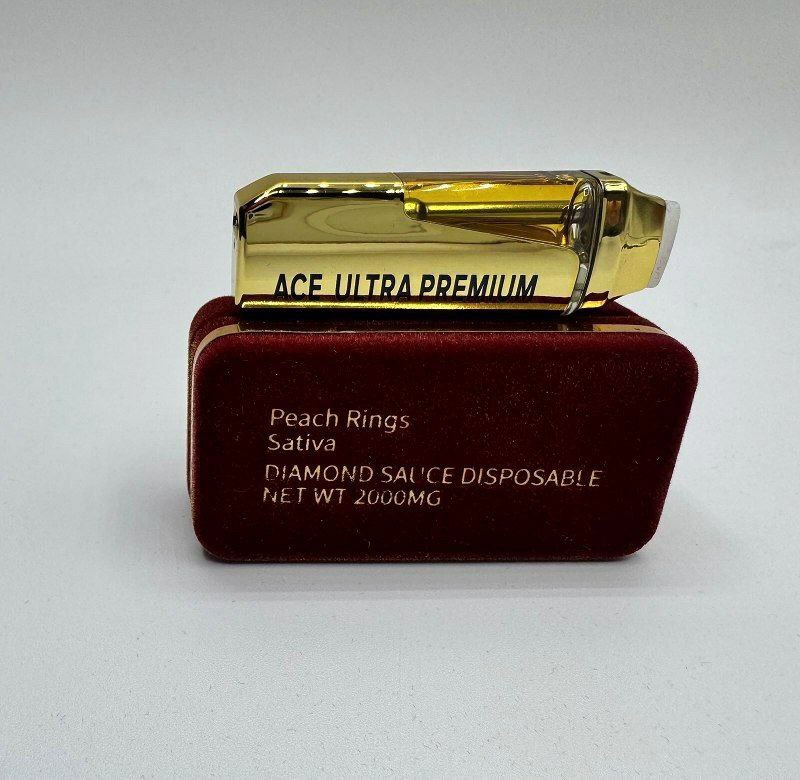 ACE ULTRA PREMIUM
Peach Rings
Sativa
DIAMOND SAUCE DISPOSABLE
NET WT 2000MG